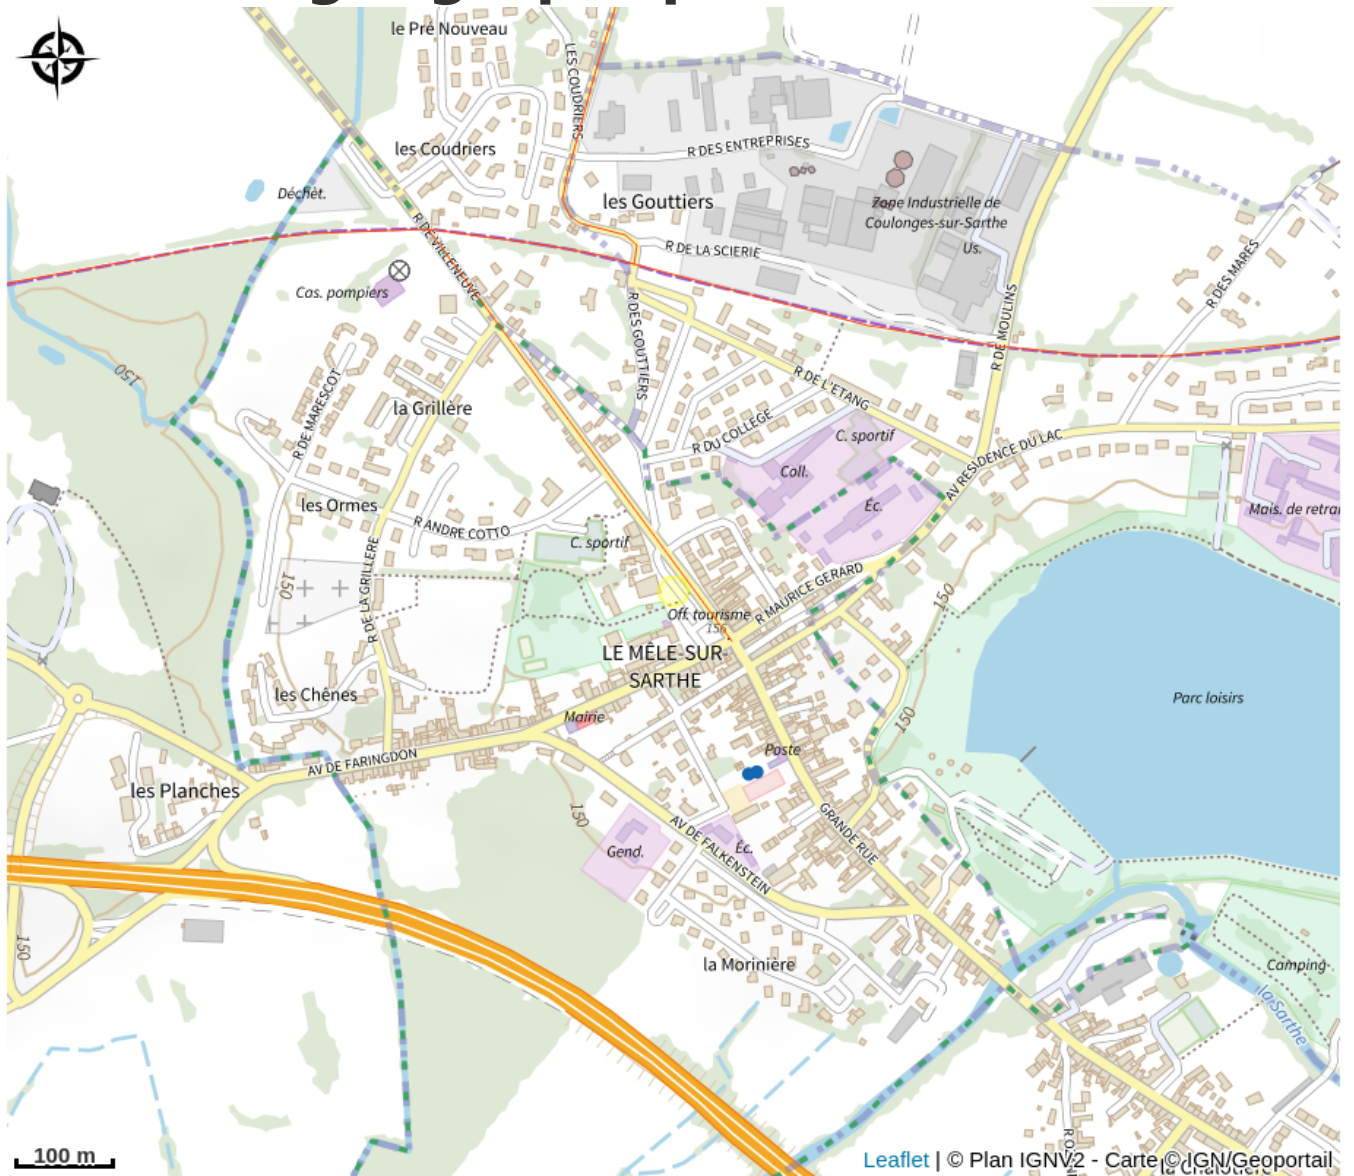 le Pré Nouveau
LES COUDRIERS
les Coudriers
R DES ENTREPRISES
Déchèt.
les Gouttiers
Zone Industrielle de
Coulonges-sur-Sarthe
Us.
R DE VILLENEUVE
R DE LA SCIERIE
R DES MARES
Cas. pompiers
R DES GOUTTIERS
R DE MOULINS
150
R DE MARESCOT
la Grillère
R DE L'ETANG
R DU COLLEGE
C. sportif
AV RESIDENCE DU LAC
Coll.
Éc.
les Ormes
R ANDRE COTTO
C. sportif
Mais. de retrai
R DE LA GRILLERE
150
R MAURICE GERARD
150
Off. tourisme
156
LE MÊLE-SUR-
SARTHE
les Chênes
Parc loisirs
Mairie
150
Poste
AV DE FARINGDON
les Planches
150
AV DE FALKENSTEIN
GRANDE RUE
Gend.
Éc.
150
la Morinière
Camping
la Sarthe
100 m
Leaflet | © Plan IGNV2 - Carte © IGN/Geoportail